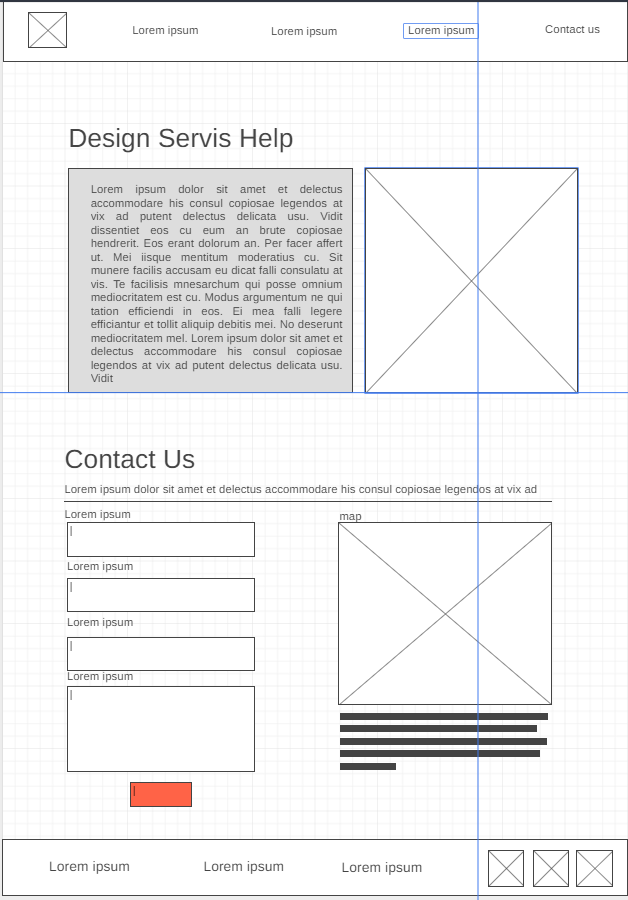 Lorem ipsum Lorem ipsum Lorem ipsum Contact us
Design Servis Help
Lorem ipsum dolor sit amet et delectus
accommodare his consul copiosae legendos at
vix ad putent delectus delicata usu. Vidit
dissentiet eos cu eum an brute copiosae
hendrerit. Eos erant dolorum an. Per facer affert
ut. Mei iisque mentitum moderatius cu. Sit
munere facilis accusam eu dicat falli consulatu at
vis. Te facilisis mnesarchum qui posse omnium
mediocritatem est cu. Modus argumentum ne qui
tation efficiendi in eos. Ei mea falli legere
efficiantur et tollit aliquip debitis mei. No deserunt
mediocritatem mel. Lorem ipsum dolor sit amet et
delectus accommodare his consul copiosae
legendos at vix ad putent delectus delicata usu.
Vidit
Contact Us
Lorem ipsum dolor sit amet et delectus accommodare his consul copiosae legendos at vix ad
Lorem ipsum
Lorem ipsum
Lorem ipsum
Lorem ipsum
map
Lorem ipsum Lorem ipsum Lorem ipsum